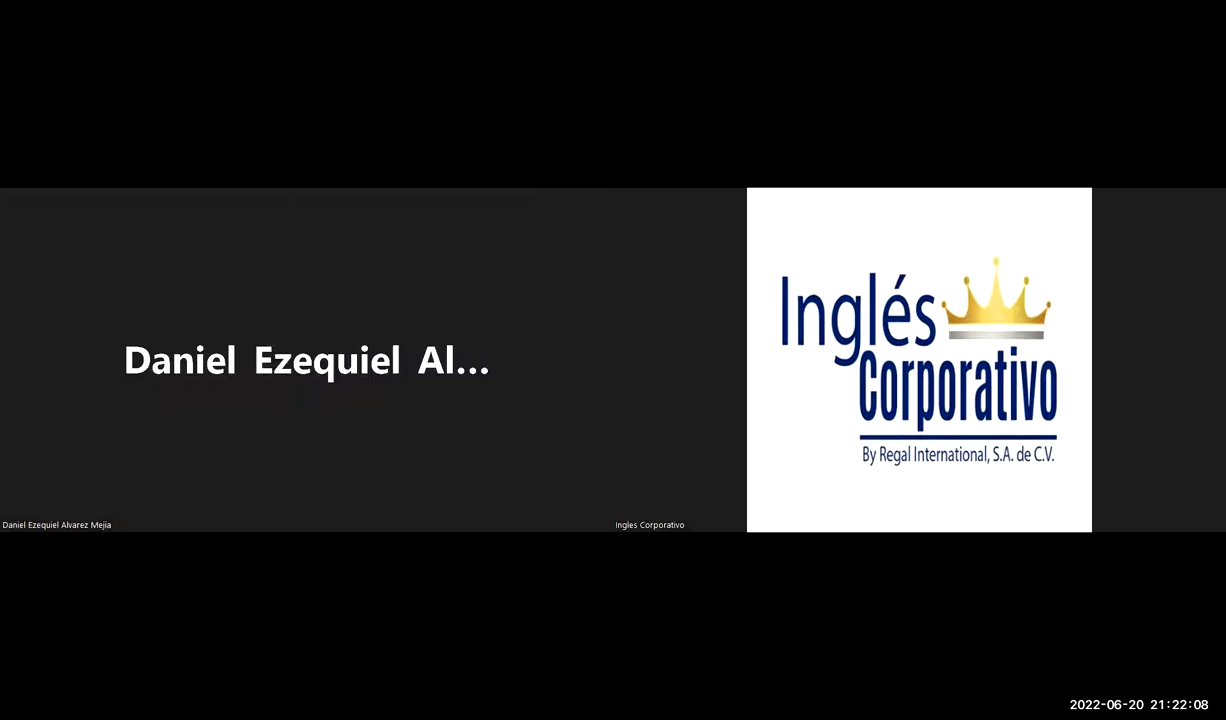 Daniel Ezequiel Al...
Inglés
Corporativo
By Regal International, S.A. de C.V.
Daniel Ezequiel Alvarez Mejia
Ingles Corporativo
2022-06-20 21:22:08